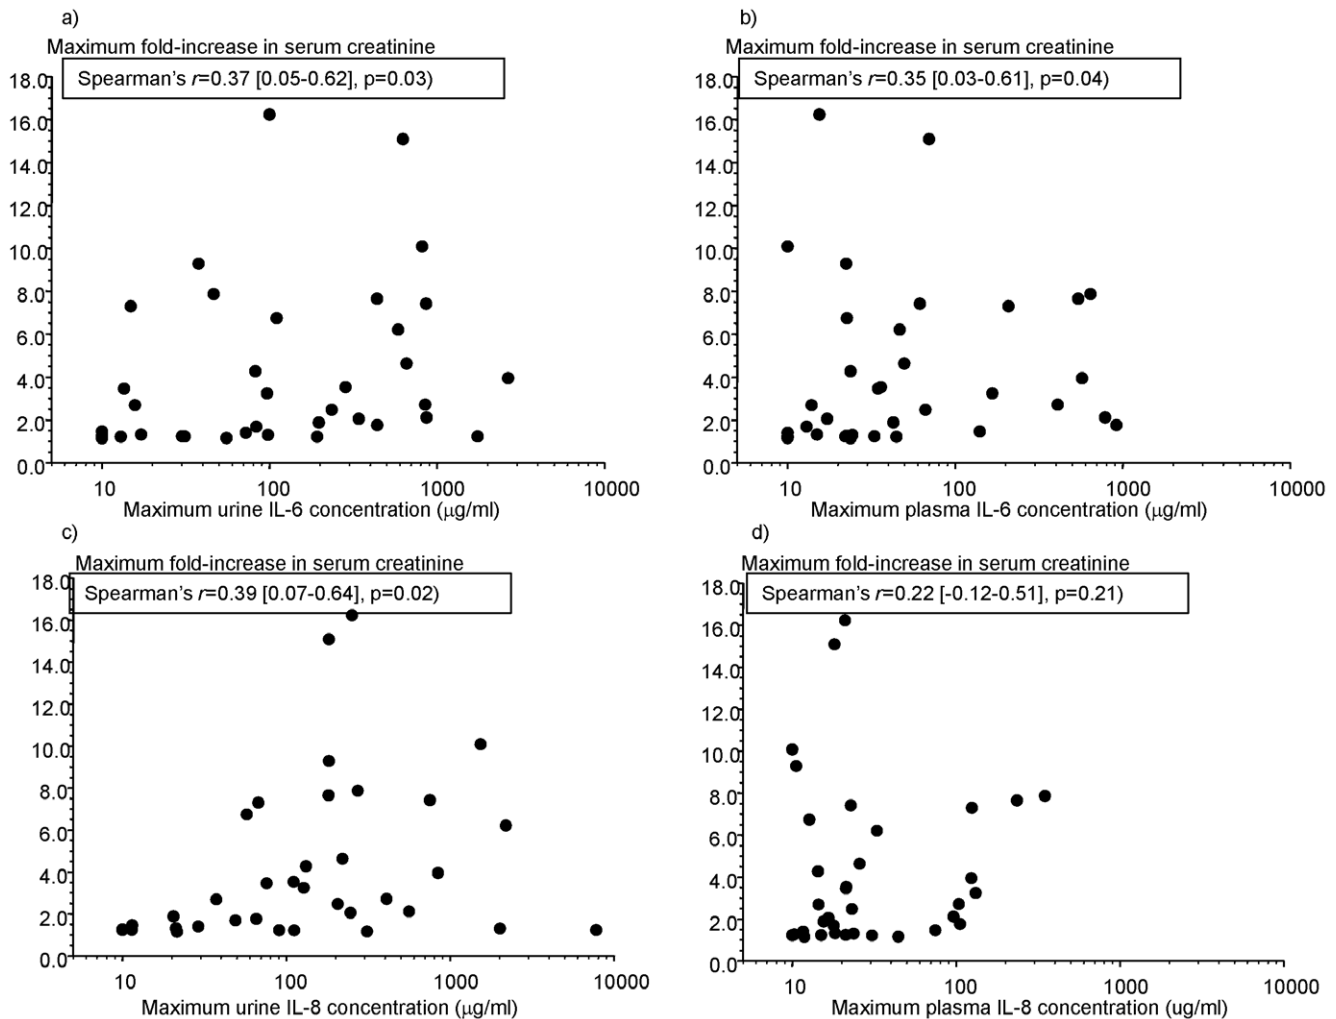 a)
Maximum fold-increase in serum creatinine
Spearman's r=0.37 [0.05-0.62], p=0.03)
18.0
16.0
14.0
12.0
10.0
8.0
6.0
4.0
2.0
0.0
10 100 1000 10000
Maximum urine IL-6 concentration (μg/ml)
b)
Maximum fold-increase in serum creatinine
Spearman's r=0.35 [0.03-0.61], p=0.04)
18.0
16.0
14.0
12.0
10.0
8.0
6.0
4.0
2.0
0.0
10 100 1000 10000
Maximum plasma IL-6 concentration (μg/ml)
c)
Maximum fold-increase in serum creatinine
Spearman's r=0.39 [0.07-0.64], p=0.02)
18.0
16.0
14.0
12.0
10.0
8.0
6.0
4.0
2.0
0.0
10 100 1000 10000
Maximum urine IL-8 concentration (μg/ml)
d)
Maximum fold-increase in serum creatinine
Spearman's r=0.22 [-0.12-0.51], p=0.21)
18.0
16.0
14.0
12.0
10.0
8.0
6.0
4.0
2.0
0.0
10 100 1000 10000
Maximum plasma IL-8 concentration (ug/ml)